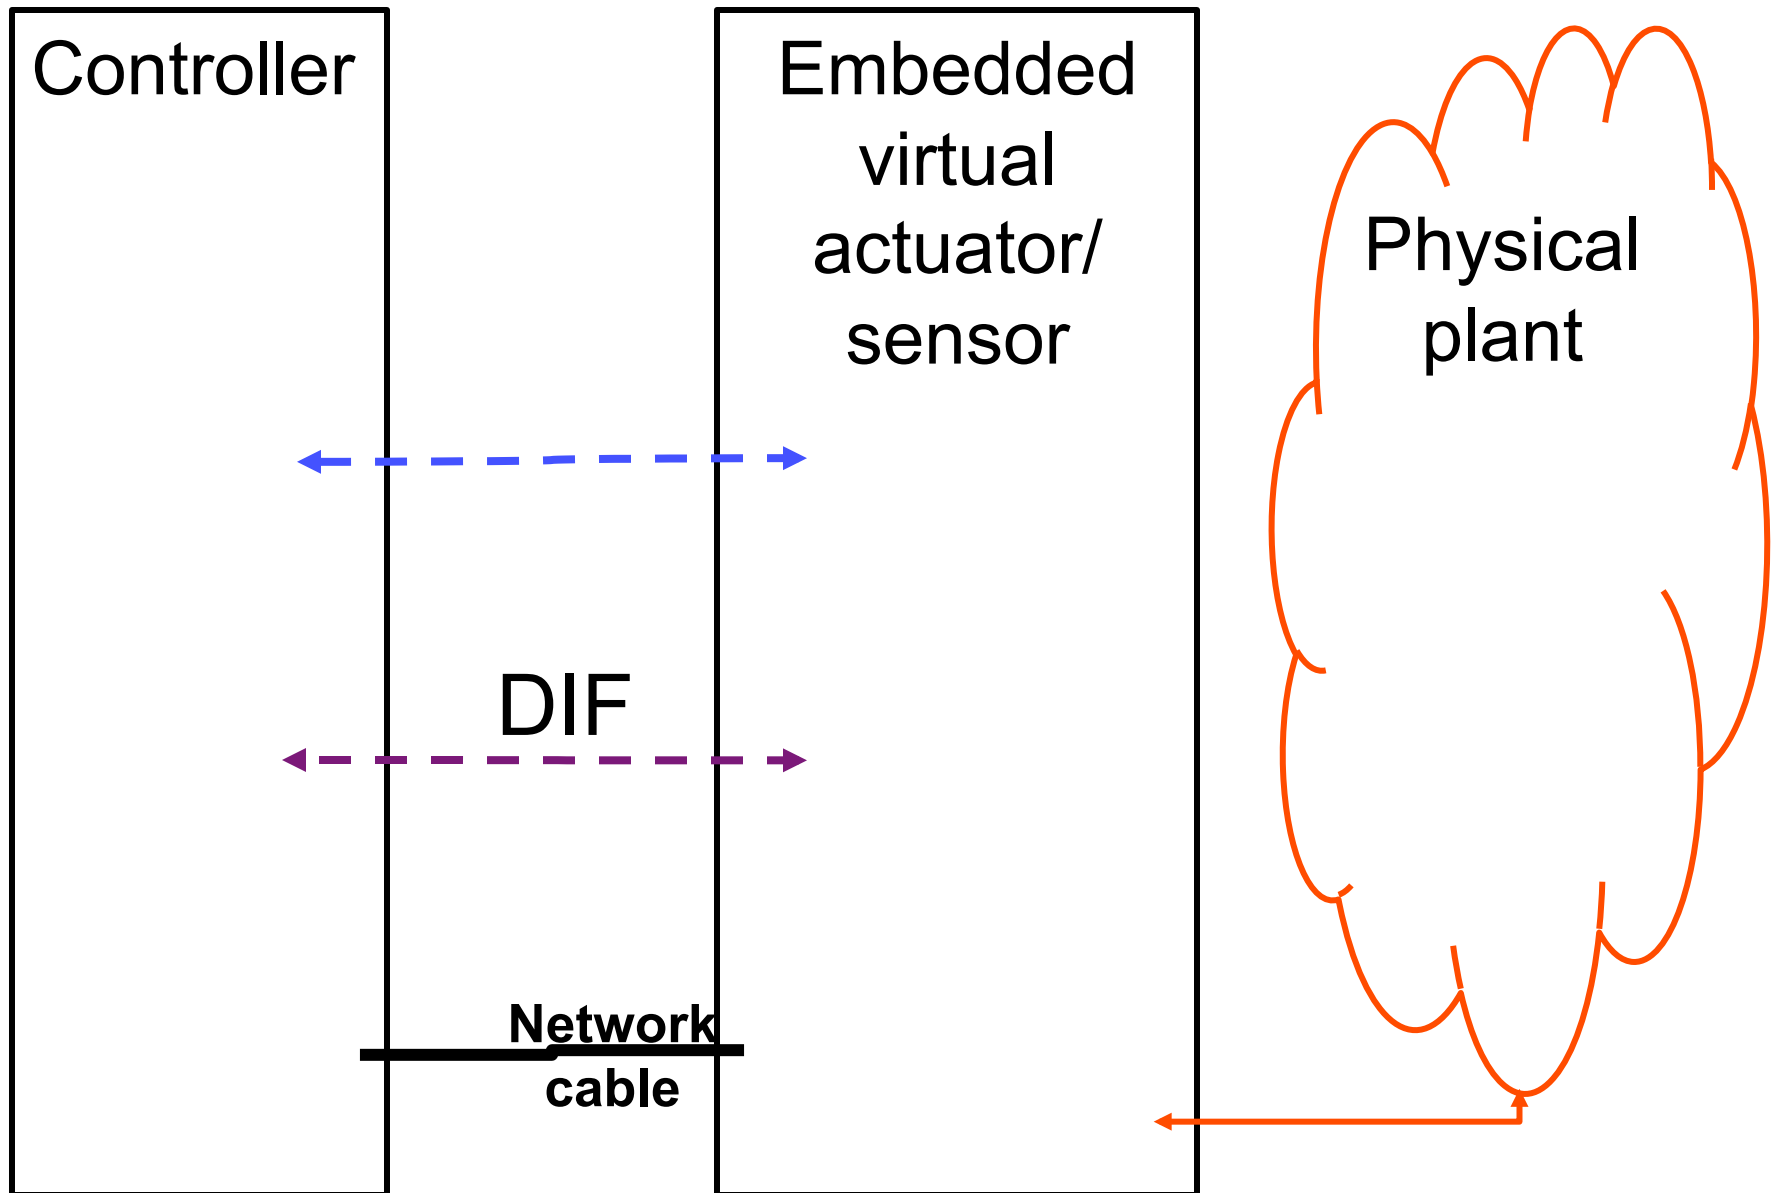 Controller
Embedded
virtual
actuator/
sensor
Physical
plant
DIF
Network
cable